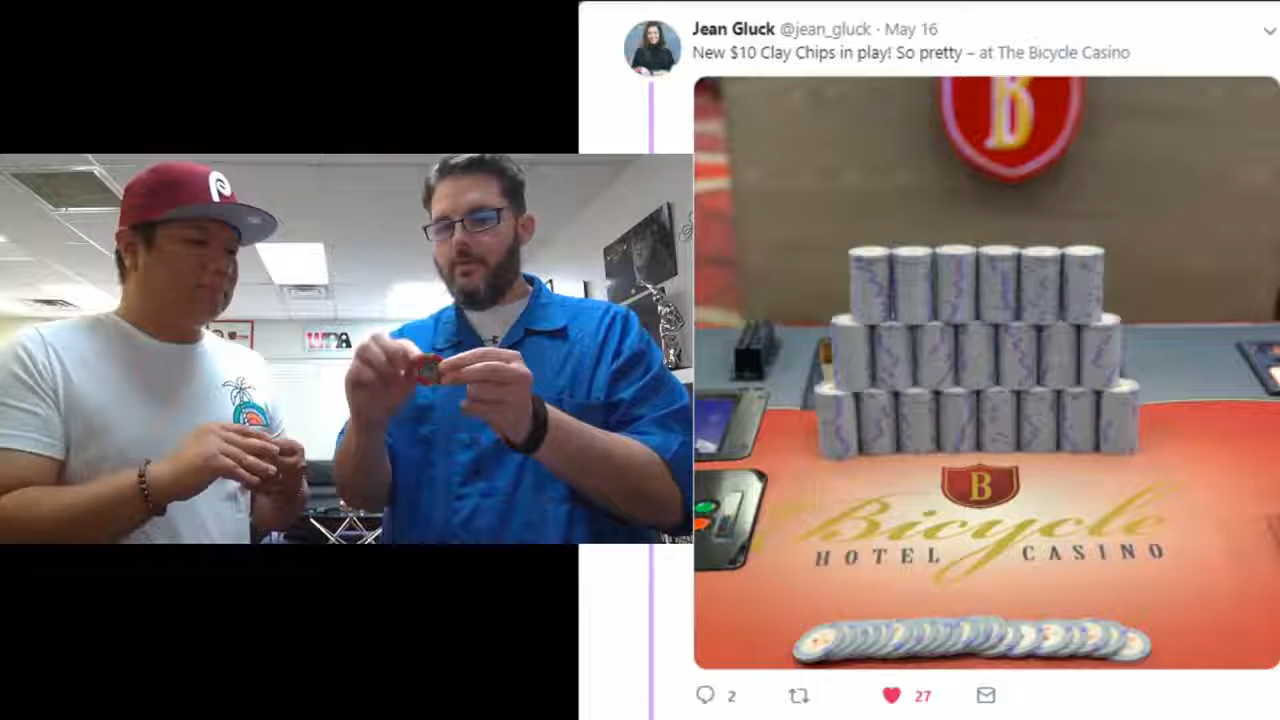 Jean Gluck @jean_gluck · May 16
New $10 Clay Chips in play! So pretty – at The Bicycle Casino
B
P
WPA
B
Bicycle
HOTEL CASINO
2
27